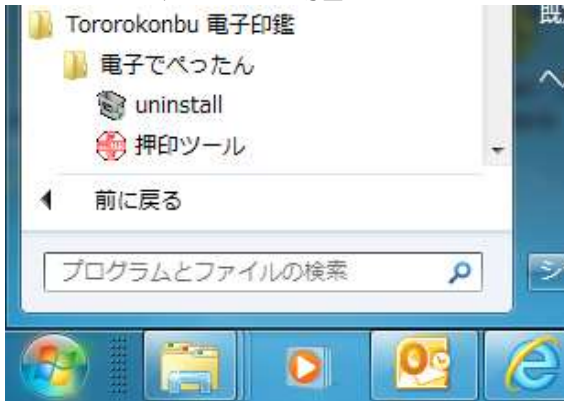 Tororokonbu 電子印鑑
電子でぺったん
uninstall
押印ツール
前に戻る
プログラムとファイルの検索
シ